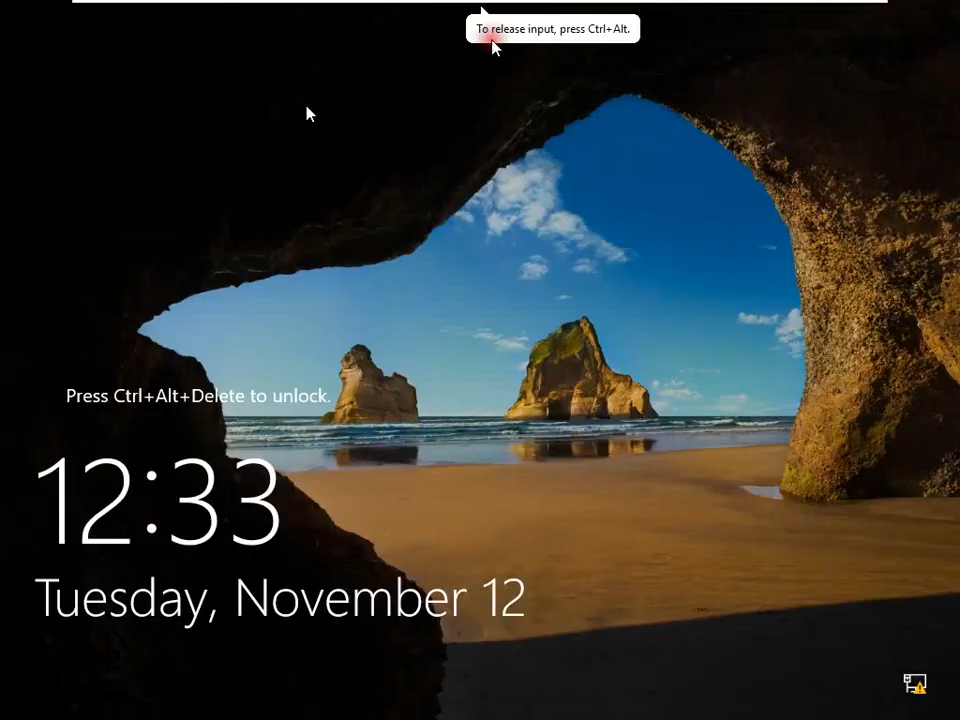 To release input, press Ctrl+Alt.
Press Ctrl+Alt+Delete to unlock.
12:33
Tuesday, November 12